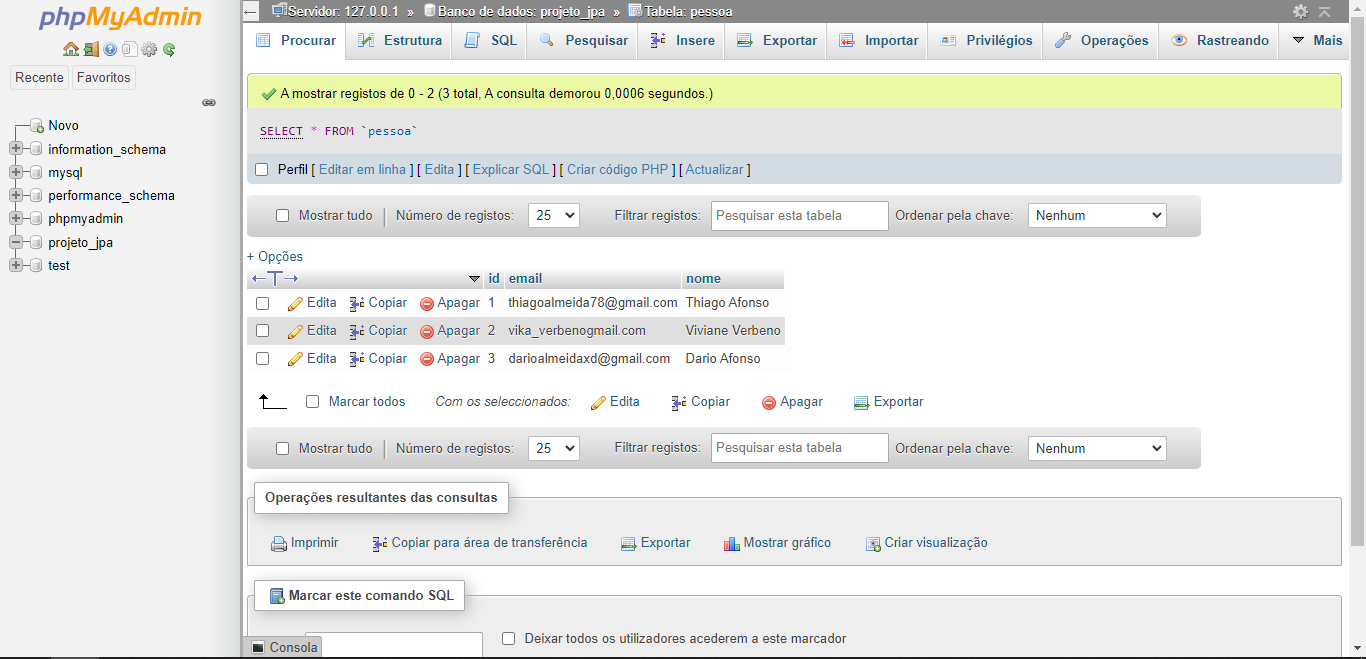 phpMyAdmin
Recente Favoritos
Novo
information_schema
mysql
performance_schema
phpmyadmin
projeto_jpa
test
Servidor: 127.0.0.1 » Banco de dados: projeto_jpa » Tabela: pessoa
Procurar Estrutura SQL Pesquisar Insere Exportar Importar Privilégios Operações Rastreando Mais
A mostrar registos de 0 - 2 (3 total, A consulta demorou 0,0006 segundos.)
SELECT * FROM `pessoa`
Perfil [ Editar em linha ] [ Edita ] [ Explicar SQL ] [ Criar código PHP ] [ Actualizar ]
Mostrar tudo Número de registos: 25 Filtrar registos: Pesquisar esta tabela Ordenar pela chave: Nenhum
+ Opções
←T→ id email nome
Edita Copiar Apagar 1 thiagoalmeida78@gmail.com Thiago Afonso
Edita Copiar Apagar 2 vika_verbenogmail.com Viviane Verbeno
Edita Copiar Apagar 3 darioalmeidaxd@gmail.com Dario Afonso
Marcar todos Com os seleccionados: Edita Copiar Apagar Exportar
Mostrar tudo Número de registos: 25 Filtrar registos: Pesquisar esta tabela Ordenar pela chave: Nenhum
Operações resultantes das consultas
Imprimir Copiar para área de transferência Exportar Mostrar gráfico Criar visualização
Marcar este comando SQL
Deixar todos os utilizadores acederem a este marcador
Consola